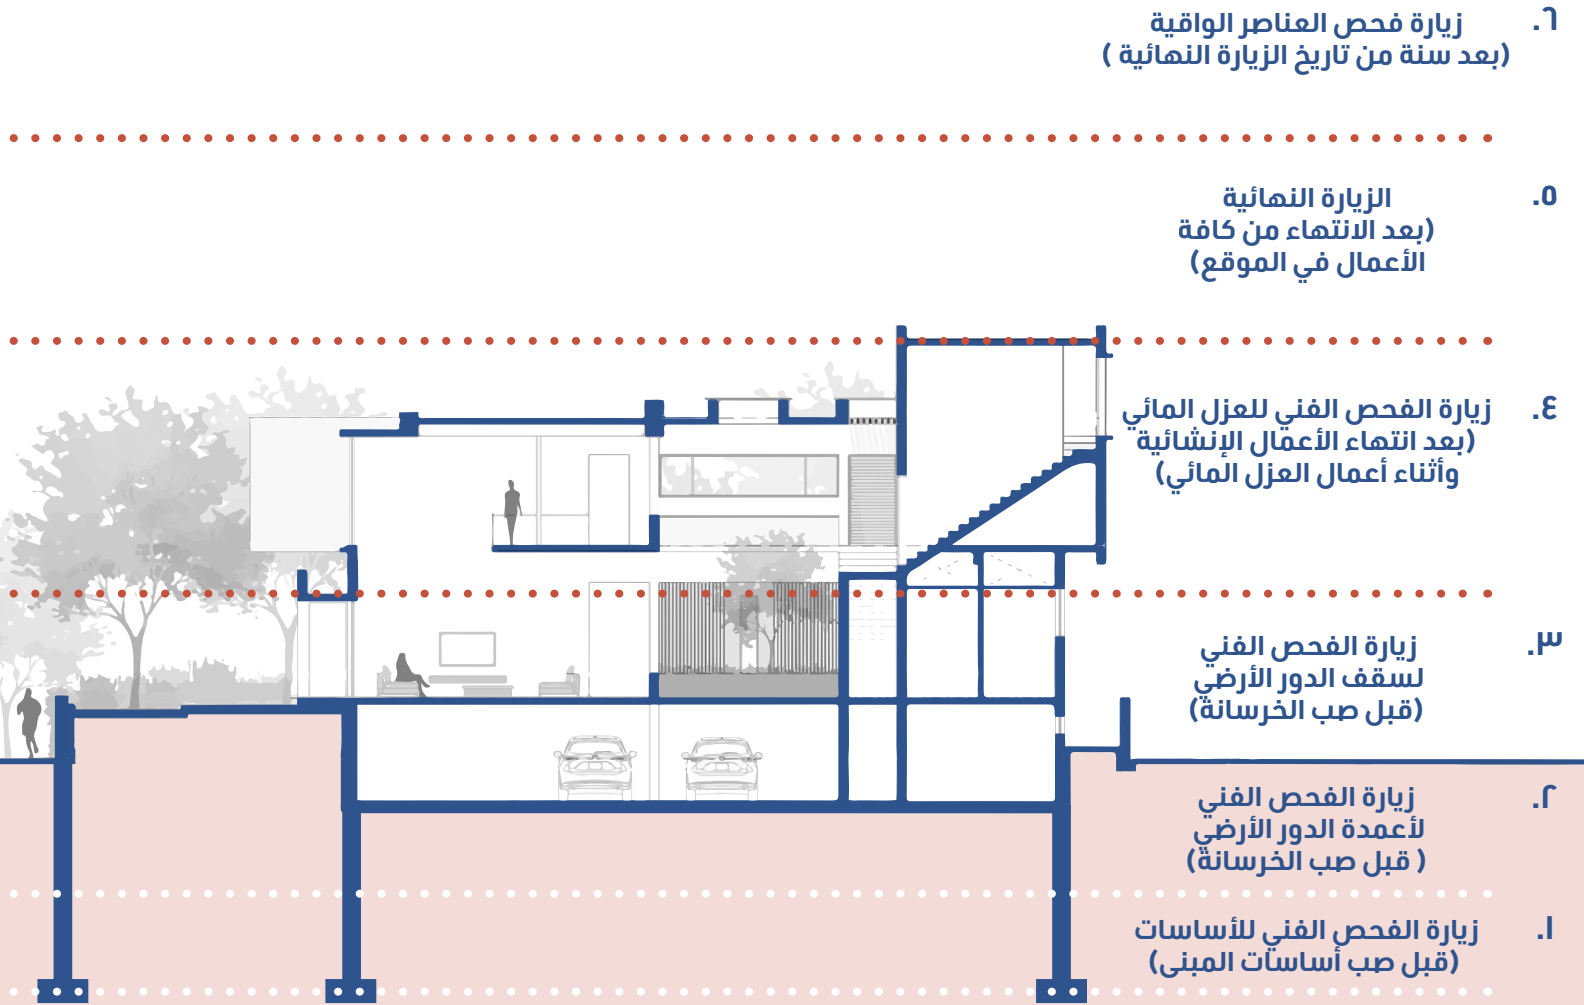 ٦. زيارة فحص العناصر الواقية
(بعد سنة من تاريخ الزيارة النهائية )
٥. الزيارة النهائية
(بعد الانتهاء من كافة
الأعمال في الموقع)
٤. زيارة الفحص الفني للعزل المائي
(بعد انتهاء الأعمال الإنشائية
وأثناء أعمال العزل المائي)
٣. زيارة الفحص الفني
لسقف الدور الأرضي
(قبل صب الخرسانة)
٢. زيارة الفحص الفني
لأعمدة الدور الأرضي
( قبل صب الخرسانة)
١. زيارة الفحص الفني للأساسات
(قبل صب أساسات المبنى)